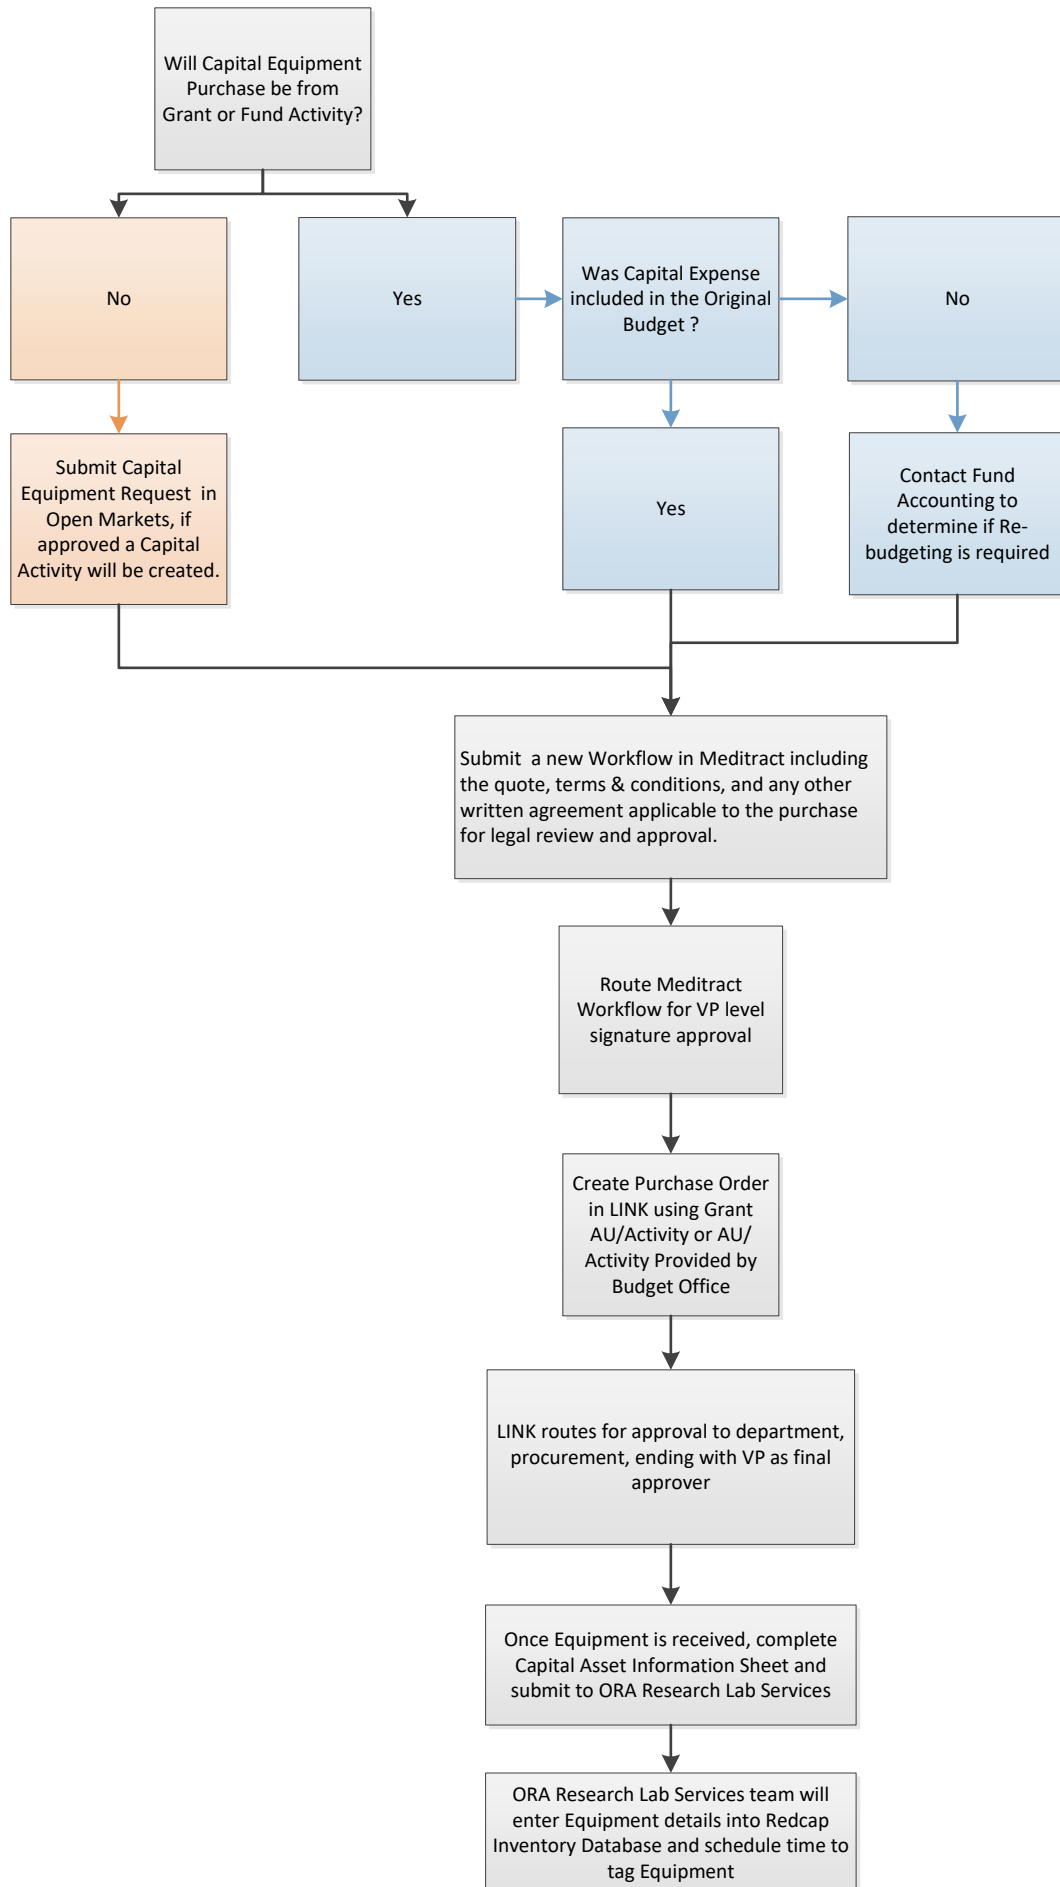 Will Capital Equipment
Purchase be from
Grant or Fund Activity?
No
Yes
Was Capital Expense
included in the Original
Budget ?
No
Submit Capital
Equipment Request  in
Open Markets, if
approved a Capital
Activity will be created.
Yes
Contact Fund
Accounting to
determine if Re-
budgeting is required
Submit  a new Workflow in Meditract including
the quote, terms & conditions, and any other
written agreement applicable to the purchase
for legal review and approval.
Route Meditract
Workflow for VP level
signature approval
Create Purchase Order
in LINK using Grant
AU/Activity or AU/
Activity Provided by
Budget Office
LINK routes for approval to department,
procurement, ending with VP as final
approver
Once Equipment is received, complete
Capital Asset Information Sheet and
submit to ORA Research Lab Services
ORA Research Lab Services team will
enter Equipment details into Redcap
Inventory Database and schedule time to
tag Equipment